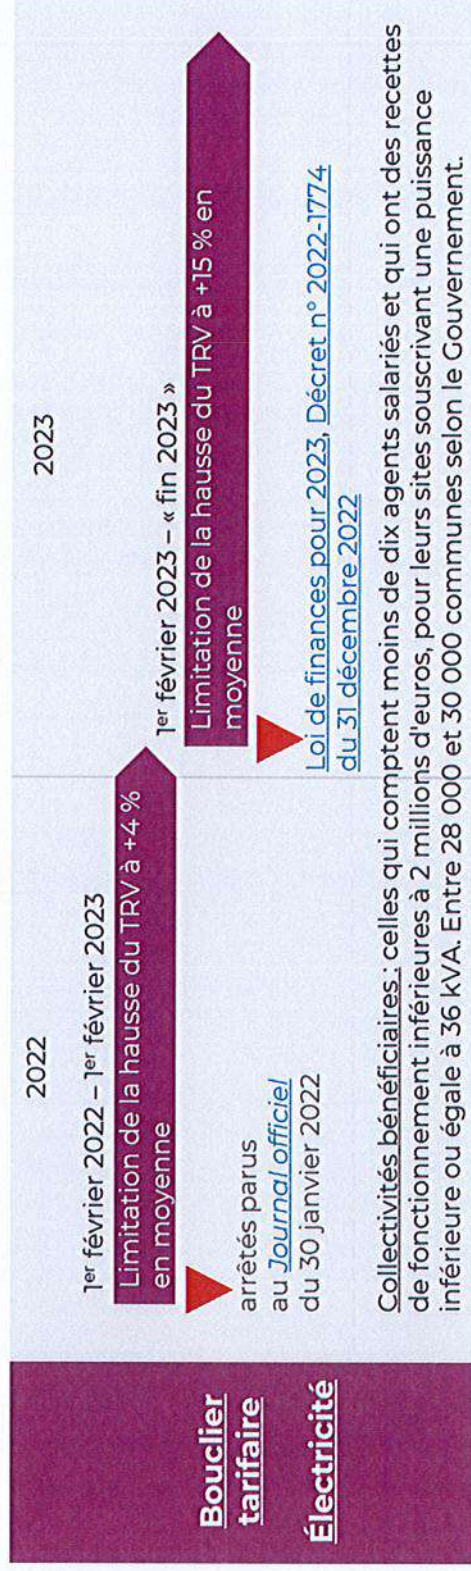 Bouclier
tarifaire
Électricité
2022
2023
1er février 2022 – 1er février 2023
Limitation de la hausse du TRV à +4 %
en moyenne
arrêtés parus
au Journal officiel
du 30 janvier 2022
1er février 2023 – « fin 2023 »
Limitation de la hausse du TRV à +15 % en
moyenne
Loi de finances pour 2023, Décret n° 2022-1774
du 31 décembre 2022
Collectivités bénéficiaires : celles qui comptent moins de dix agents salariés et qui ont des recettes
de fonctionnement inférieures à 2 millions d'euros, pour leurs sites souscrivant une puissance
inférieure ou égale à 36 kVA. Entre 28 000 et 30 000 communes selon le Gouvernement.